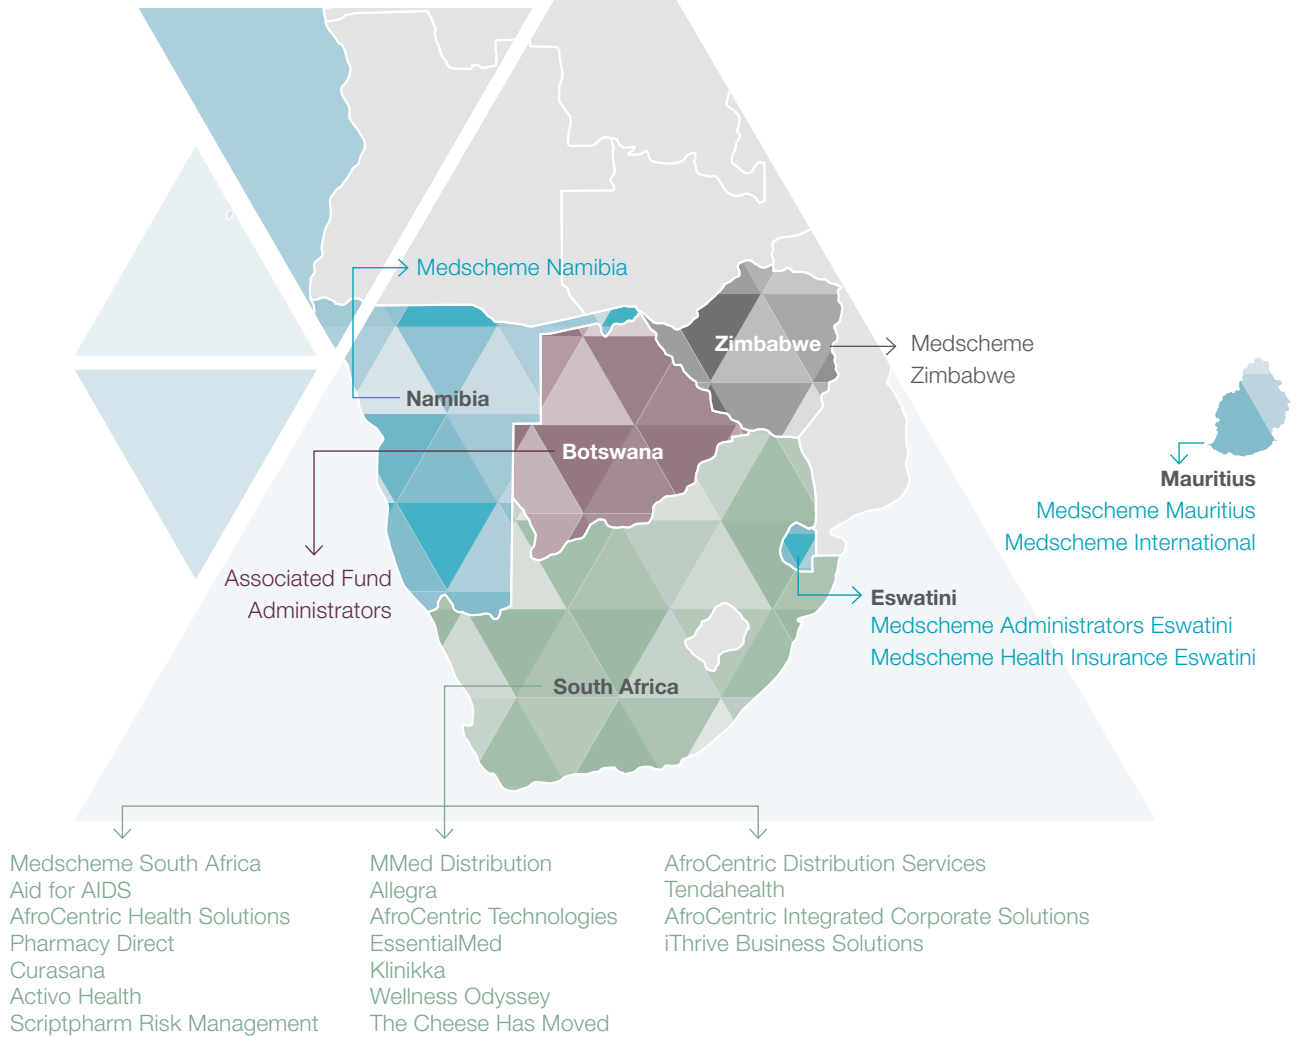 Medscheme Namibia
Zimbabwe
Medscheme
Zimbabwe
Namibia
Botswana
Mauritius
Medscheme Mauritius
Medscheme International
Associated Fund
Administrators
Eswatini
Medscheme Administrators Eswatini
Medscheme Health Insurance Eswatini
South Africa
Medscheme South Africa
Aid for AIDS
AfroCentric Health Solutions
Pharmacy Direct
Curasana
Activo Health
Scriptpharm Risk Management
MMed Distribution
Allegra
AfroCentric Technologies
EssentialMed
Klinikka
Wellness Odyssey
The Cheese Has Moved
AfroCentric Distribution Services
Tendahealth
AfroCentric Integrated Corporate Solutions
iThrive Business Solutions